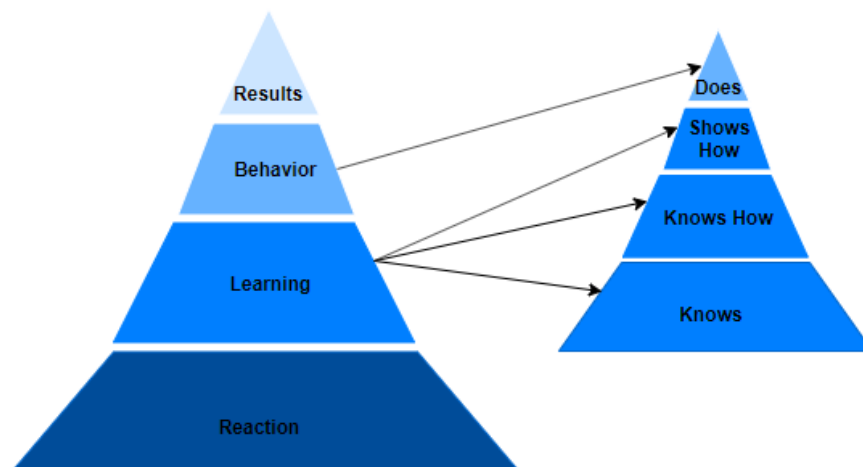 Results
Behavior
Learning
Reaction
Does
Shows
How
Knows How
Knows